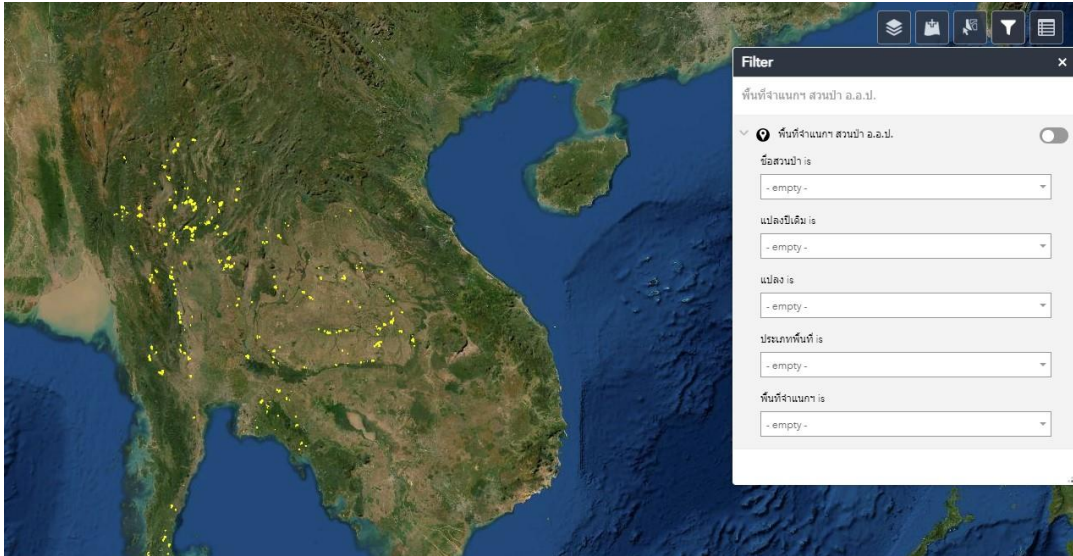 Filter
พื้นที่จำแนกฯ สวนป่า อ.อ.ป.
พื้นที่จำแนกฯ สวนป่า อ.อ.ป.
ชื่อสวนป่า is
- empty -
แปลงปีเดิม is
- empty -
แปลง is
- empty -
ประเภทพื้นที่ is
- empty -
พื้นที่จำแนกฯ is
- empty -